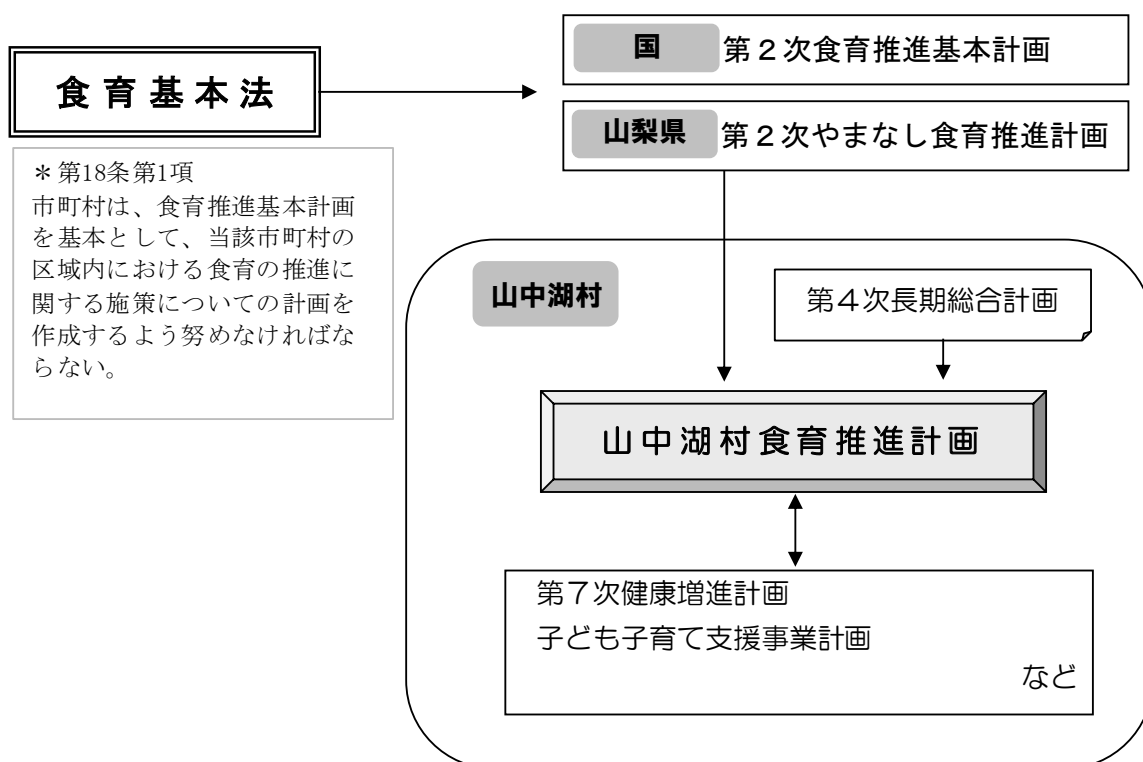 食育基本法
国 第２次食育推進基本計画
山梨県 第２次やまなし食育推進計画
＊第18条第1項
市町村は、食育推進基本計画
を基本として、当該市町村の
区域内における食育の推進に
関する施策についての計画を
作成するよう努めなければな
らない。
山中湖村
第４次長期総合計画
山中湖村食育推進計画
第７次健康増進計画
子ども子育て支援事業計画
など